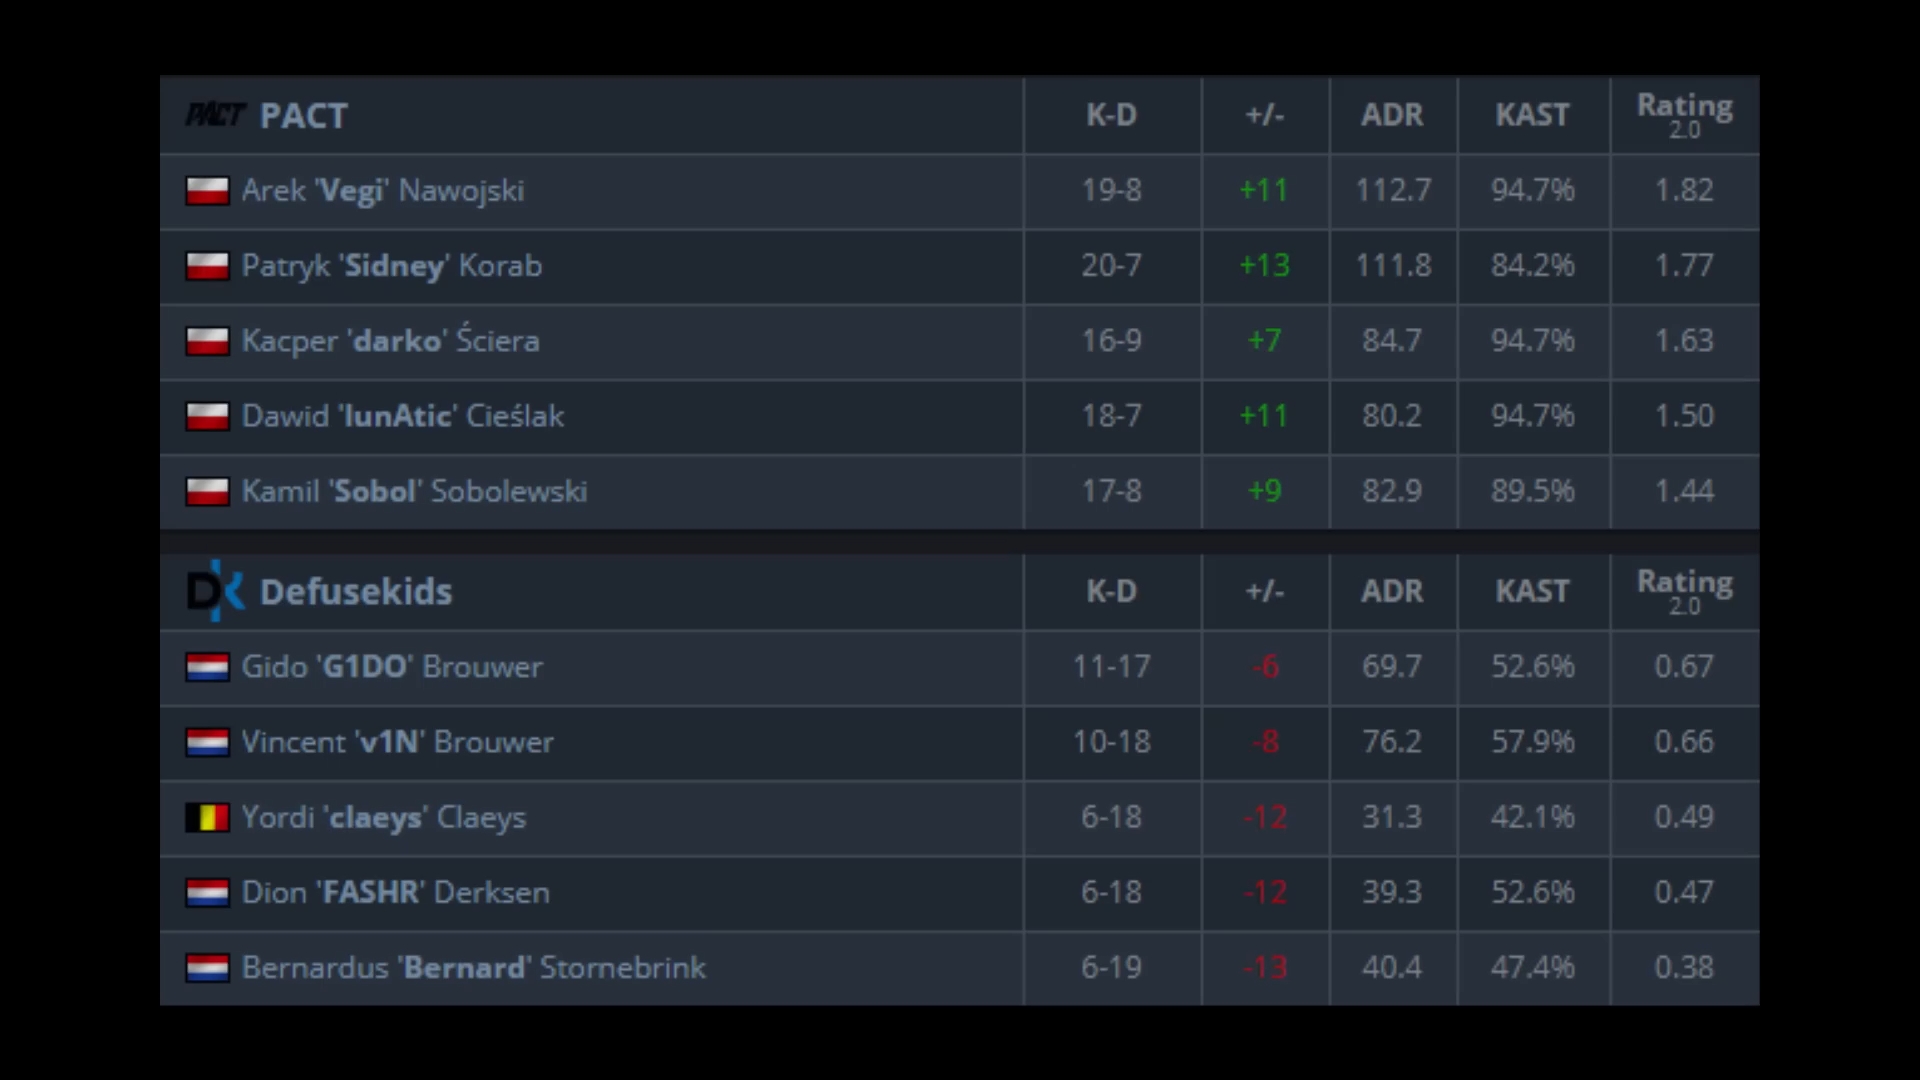 PACT PACT K-D +/- ADR KAST Rating 2.0
Arek 'Vegi' Nawojski 19-8 +11 112.7 94.7% 1.82
Patryk 'Sidney' Korab 20-7 +13 111.8 84.2% 1.77
Kacper 'darko' Ściera 16-9 +7 84.7 94.7% 1.63
Dawid 'lunAtic' Cieślak 18-7 +11 80.2 94.7% 1.50
Kamil 'Sobol' Sobolewski 17-8 +9 82.9 89.5% 1.44
DK Defusekids K-D +/- ADR KAST Rating 2.0
Gido 'G1DO' Brouwer 11-17 -6 69.7 52.6% 0.67
Vincent 'v1N' Brouwer 10-18 -8 76.2 57.9% 0.66
Yordi 'claeys' Claeys 6-18 -12 31.3 42.1% 0.49
Dion 'FASHR' Derksen 6-18 -12 39.3 52.6% 0.47
Bernardus 'Bernard' Stornebrink 6-19 -13 40.4 47.4% 0.38